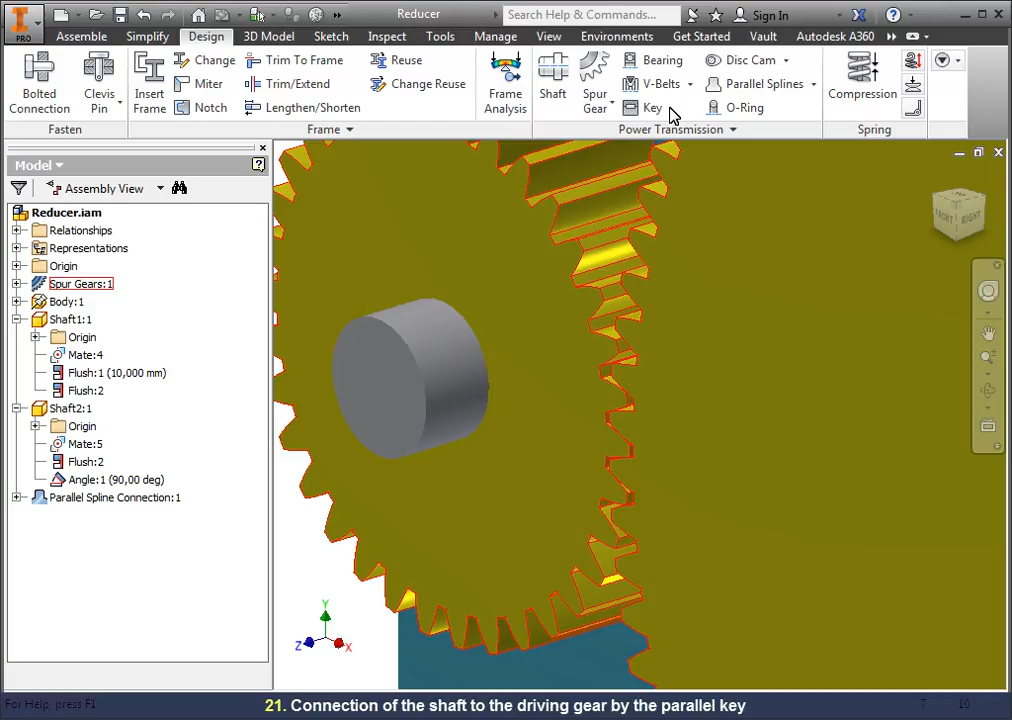 Reducer
Search Help & Commands...
Sign In
I PRO
Assemble Simplify Design 3D Model Sketch Inspect Tools Manage View Environments Get Started Vault Autodesk A360
Bolted Connection
Clevis Pin
Insert Frame
Change
Miter
Notch
Trim To Frame
Trim/Extend
Lengthen/Shorten
Reuse
Change Reuse
Frame Analysis
Shaft
Spur Gear
Bearing
V-Belts
Key
Disc Cam
Parallel Splines
O-Ring
Compression
Fasten Frame Power Transmission Spring
Model
Assembly View
Reducer.iam
Relationships
Representations
Origin
Spur Gears:1
Body:1
Shaft1:1
Origin
Mate:4
Flush:1 (10,000 mm)
Flush:2
Shaft2:1
Origin
Mate:5
Flush:2
Angle:1 (90,00 deg)
Parallel Spline Connection:1
FRONT RIGHT
Y
Z X
For Help, press F1
21. Connection of the shaft to the driving gear by the parallel key
7 10